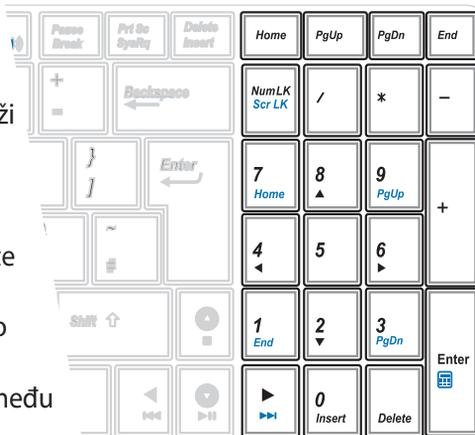 Pause Break Prt Sc SysRq Delete Insert Home PgUp PgDn End
+ = Backspace NumLK Scr LK / * −
ži
} ] Enter 7 Home 8 9 PgUp +
~ # 4 5 6
Shift 1 End 2 3 PgDn Enter
među
0 Insert Delete